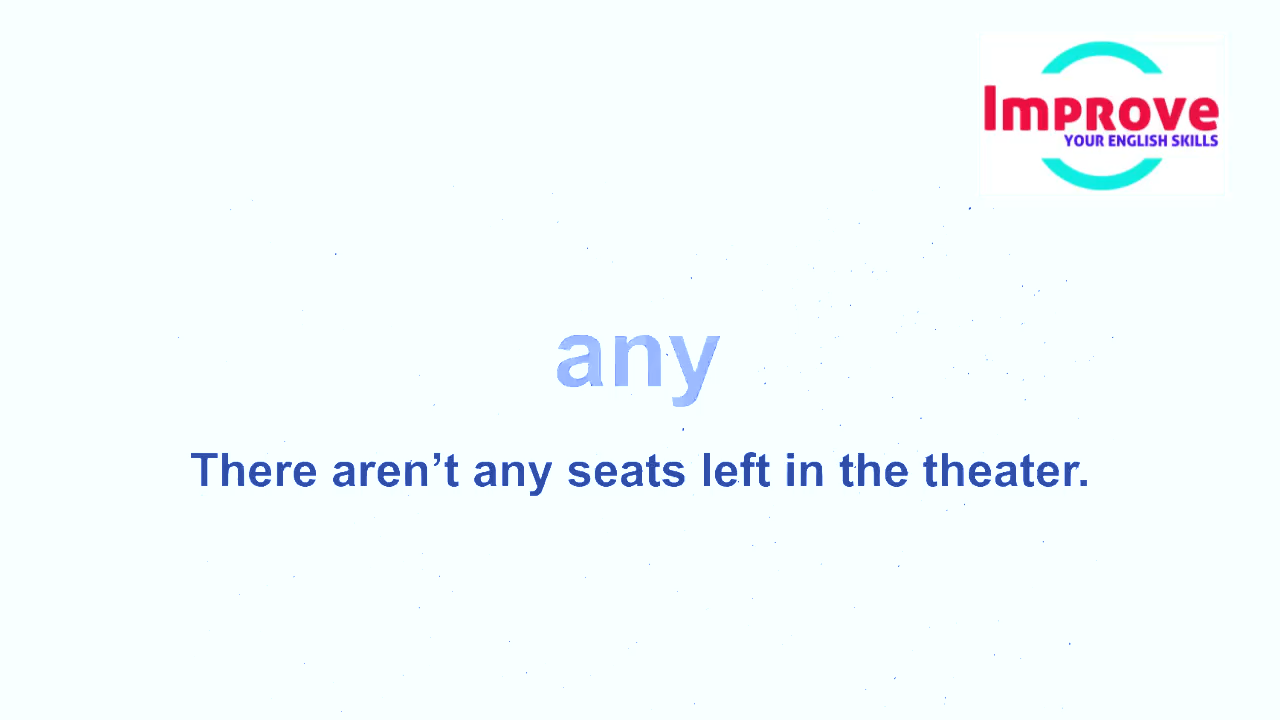 Improve
YOUR ENGLISH SKILLS
any
There aren’t any seats left in the theater.